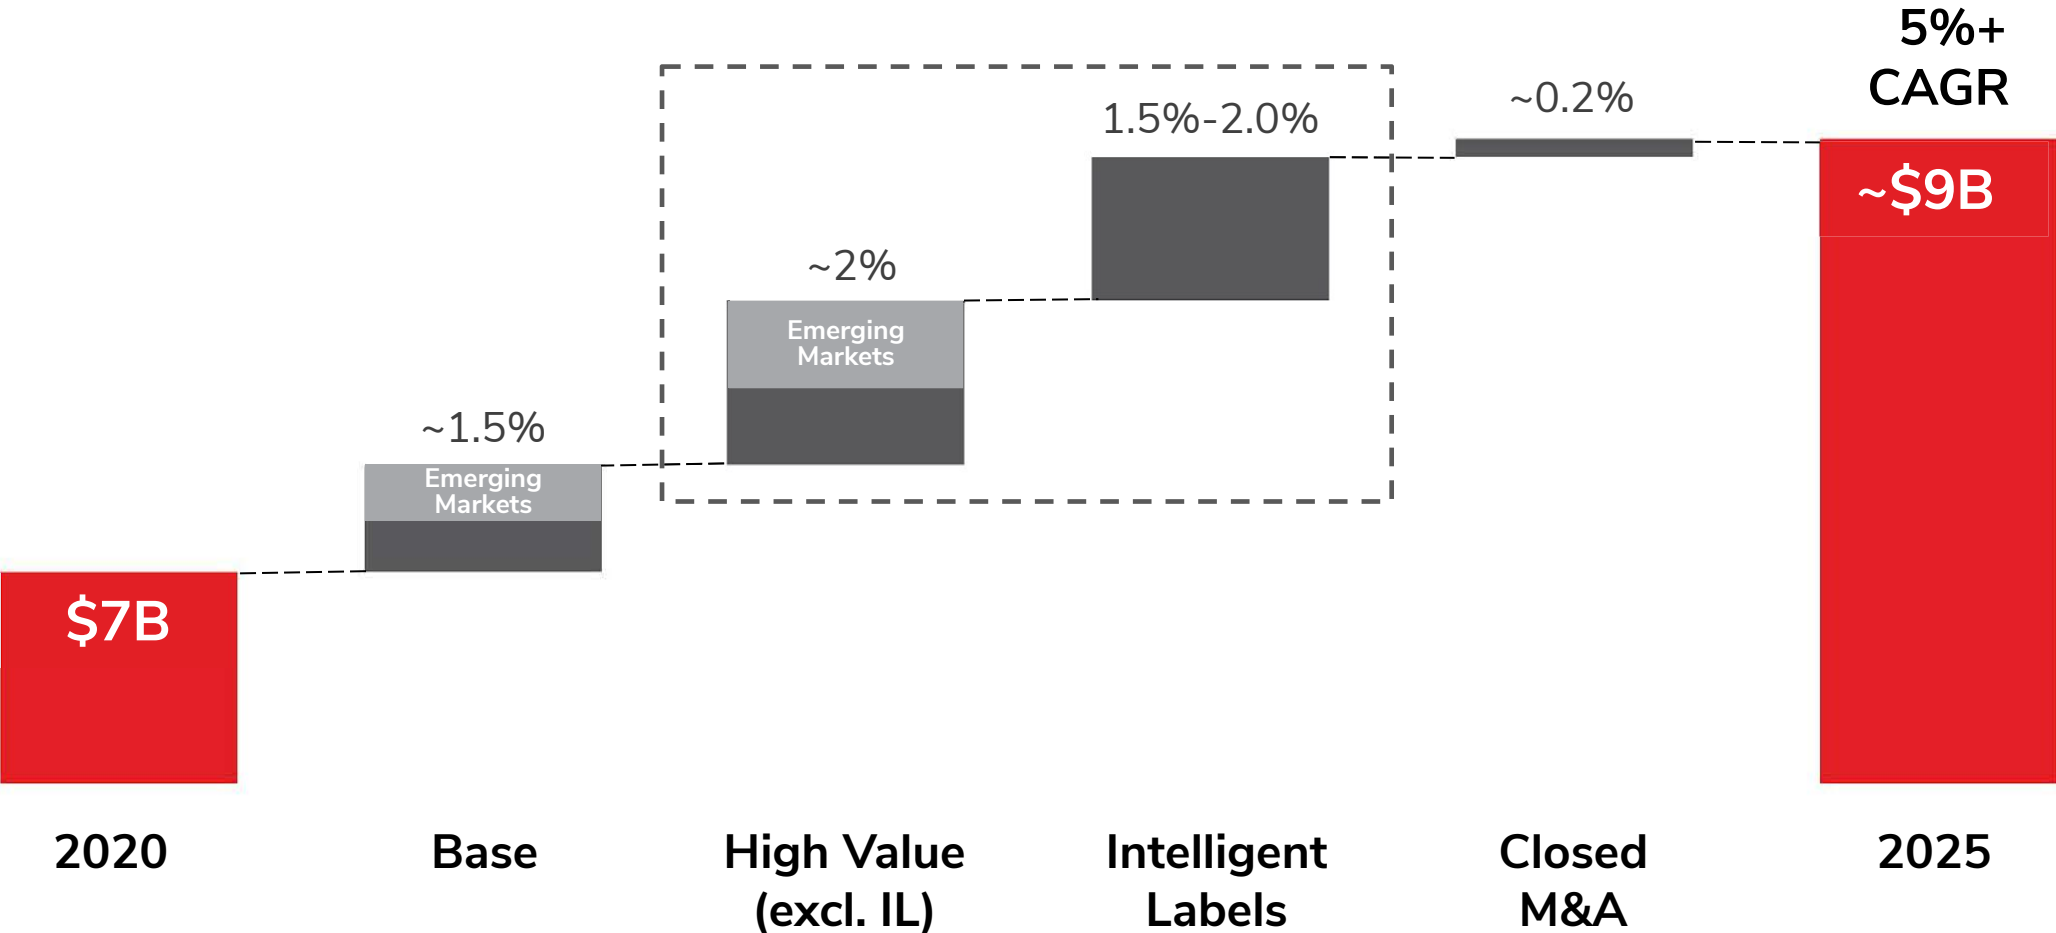 5%+
CAGR
~0.2%
1.5%-2.0%
~$9B
~2%
Emerging
Markets
~1.5%
Emerging
Markets
$7B
2020
Base
High Value
(excl. IL)
Intelligent
Labels
Closed
M&A
2025